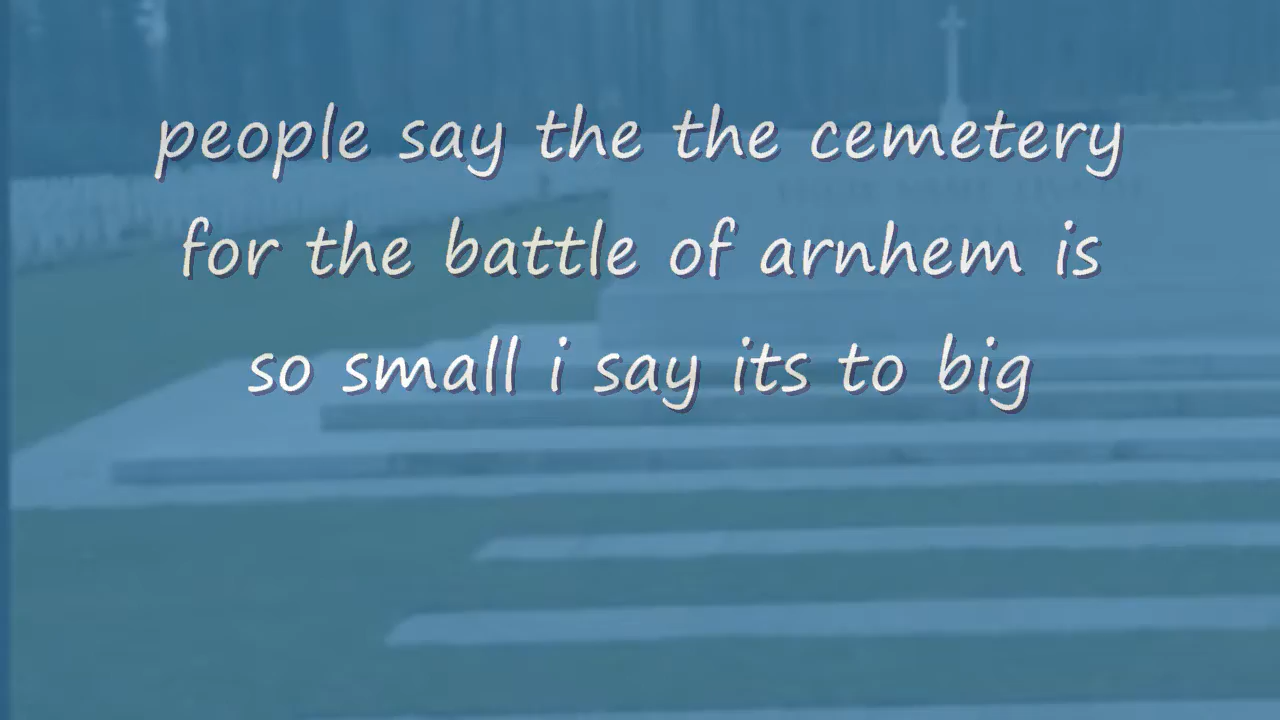 people say the the cemetery
for the battle of arnhem is
so small i say its to big